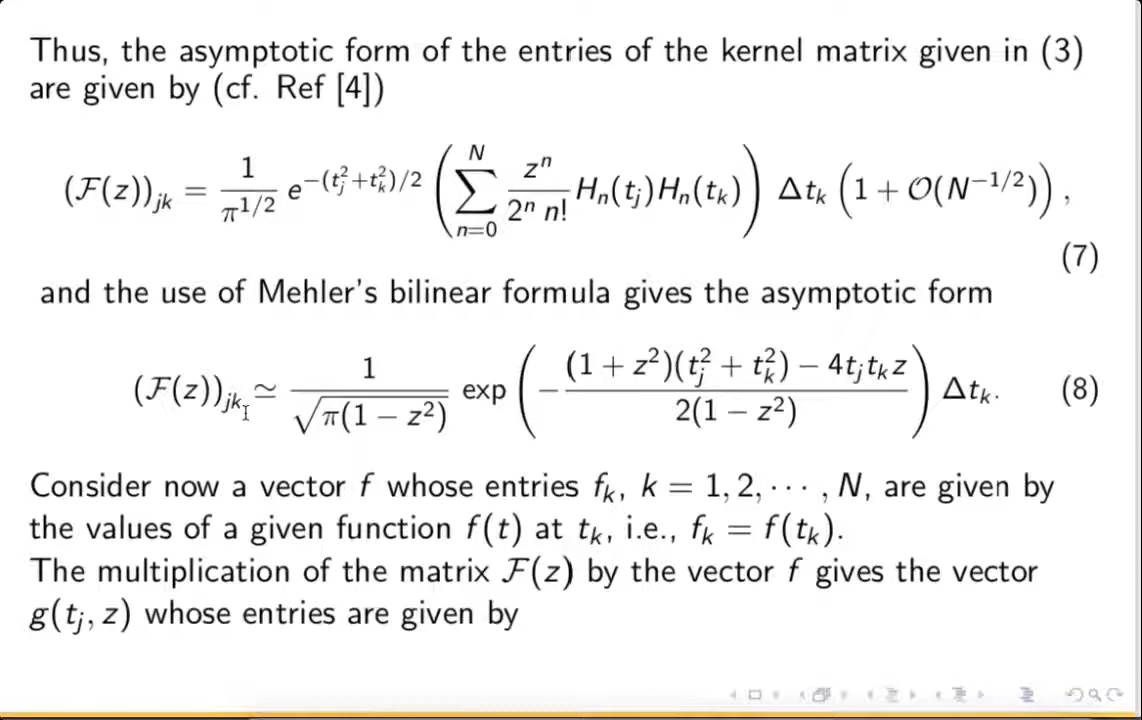 Thus, the asymptotic form of the entries of the kernel matrix given in (3)
are given by (cf. Ref [4])
$(\mathcal{F}(z))_{jk} = \frac{1}{\pi^{1/2}} e^{-(t_j^2+t_k^2)/2} \left( \sum_{n=0}^{N} \frac{z^n}{2^n\, n!} H_n(t_j) H_n(t_k) \right) \Delta t_k \left( 1 + \mathcal{O}(N^{-1/2}) \right),$
(7)
and the use of Mehler's bilinear formula gives the asymptotic form
$(\mathcal{F}(z))_{jk} \simeq \frac{1}{\sqrt{\pi(1-z^2)}} \exp\left( -\frac{(1+z^2)(t_j^2+t_k^2) - 4t_j t_k z}{2(1-z^2)} \right) \Delta t_k.$ (8)
Consider now a vector $f$ whose entries $f_k$, $k = 1, 2, \cdots, N$, are given by
the values of a given function $f(t)$ at $t_k$, i.e., $f_k = f(t_k)$.
The multiplication of the matrix $\mathcal{F}(z)$ by the vector $f$ gives the vector
$g(t_j, z)$ whose entries are given by